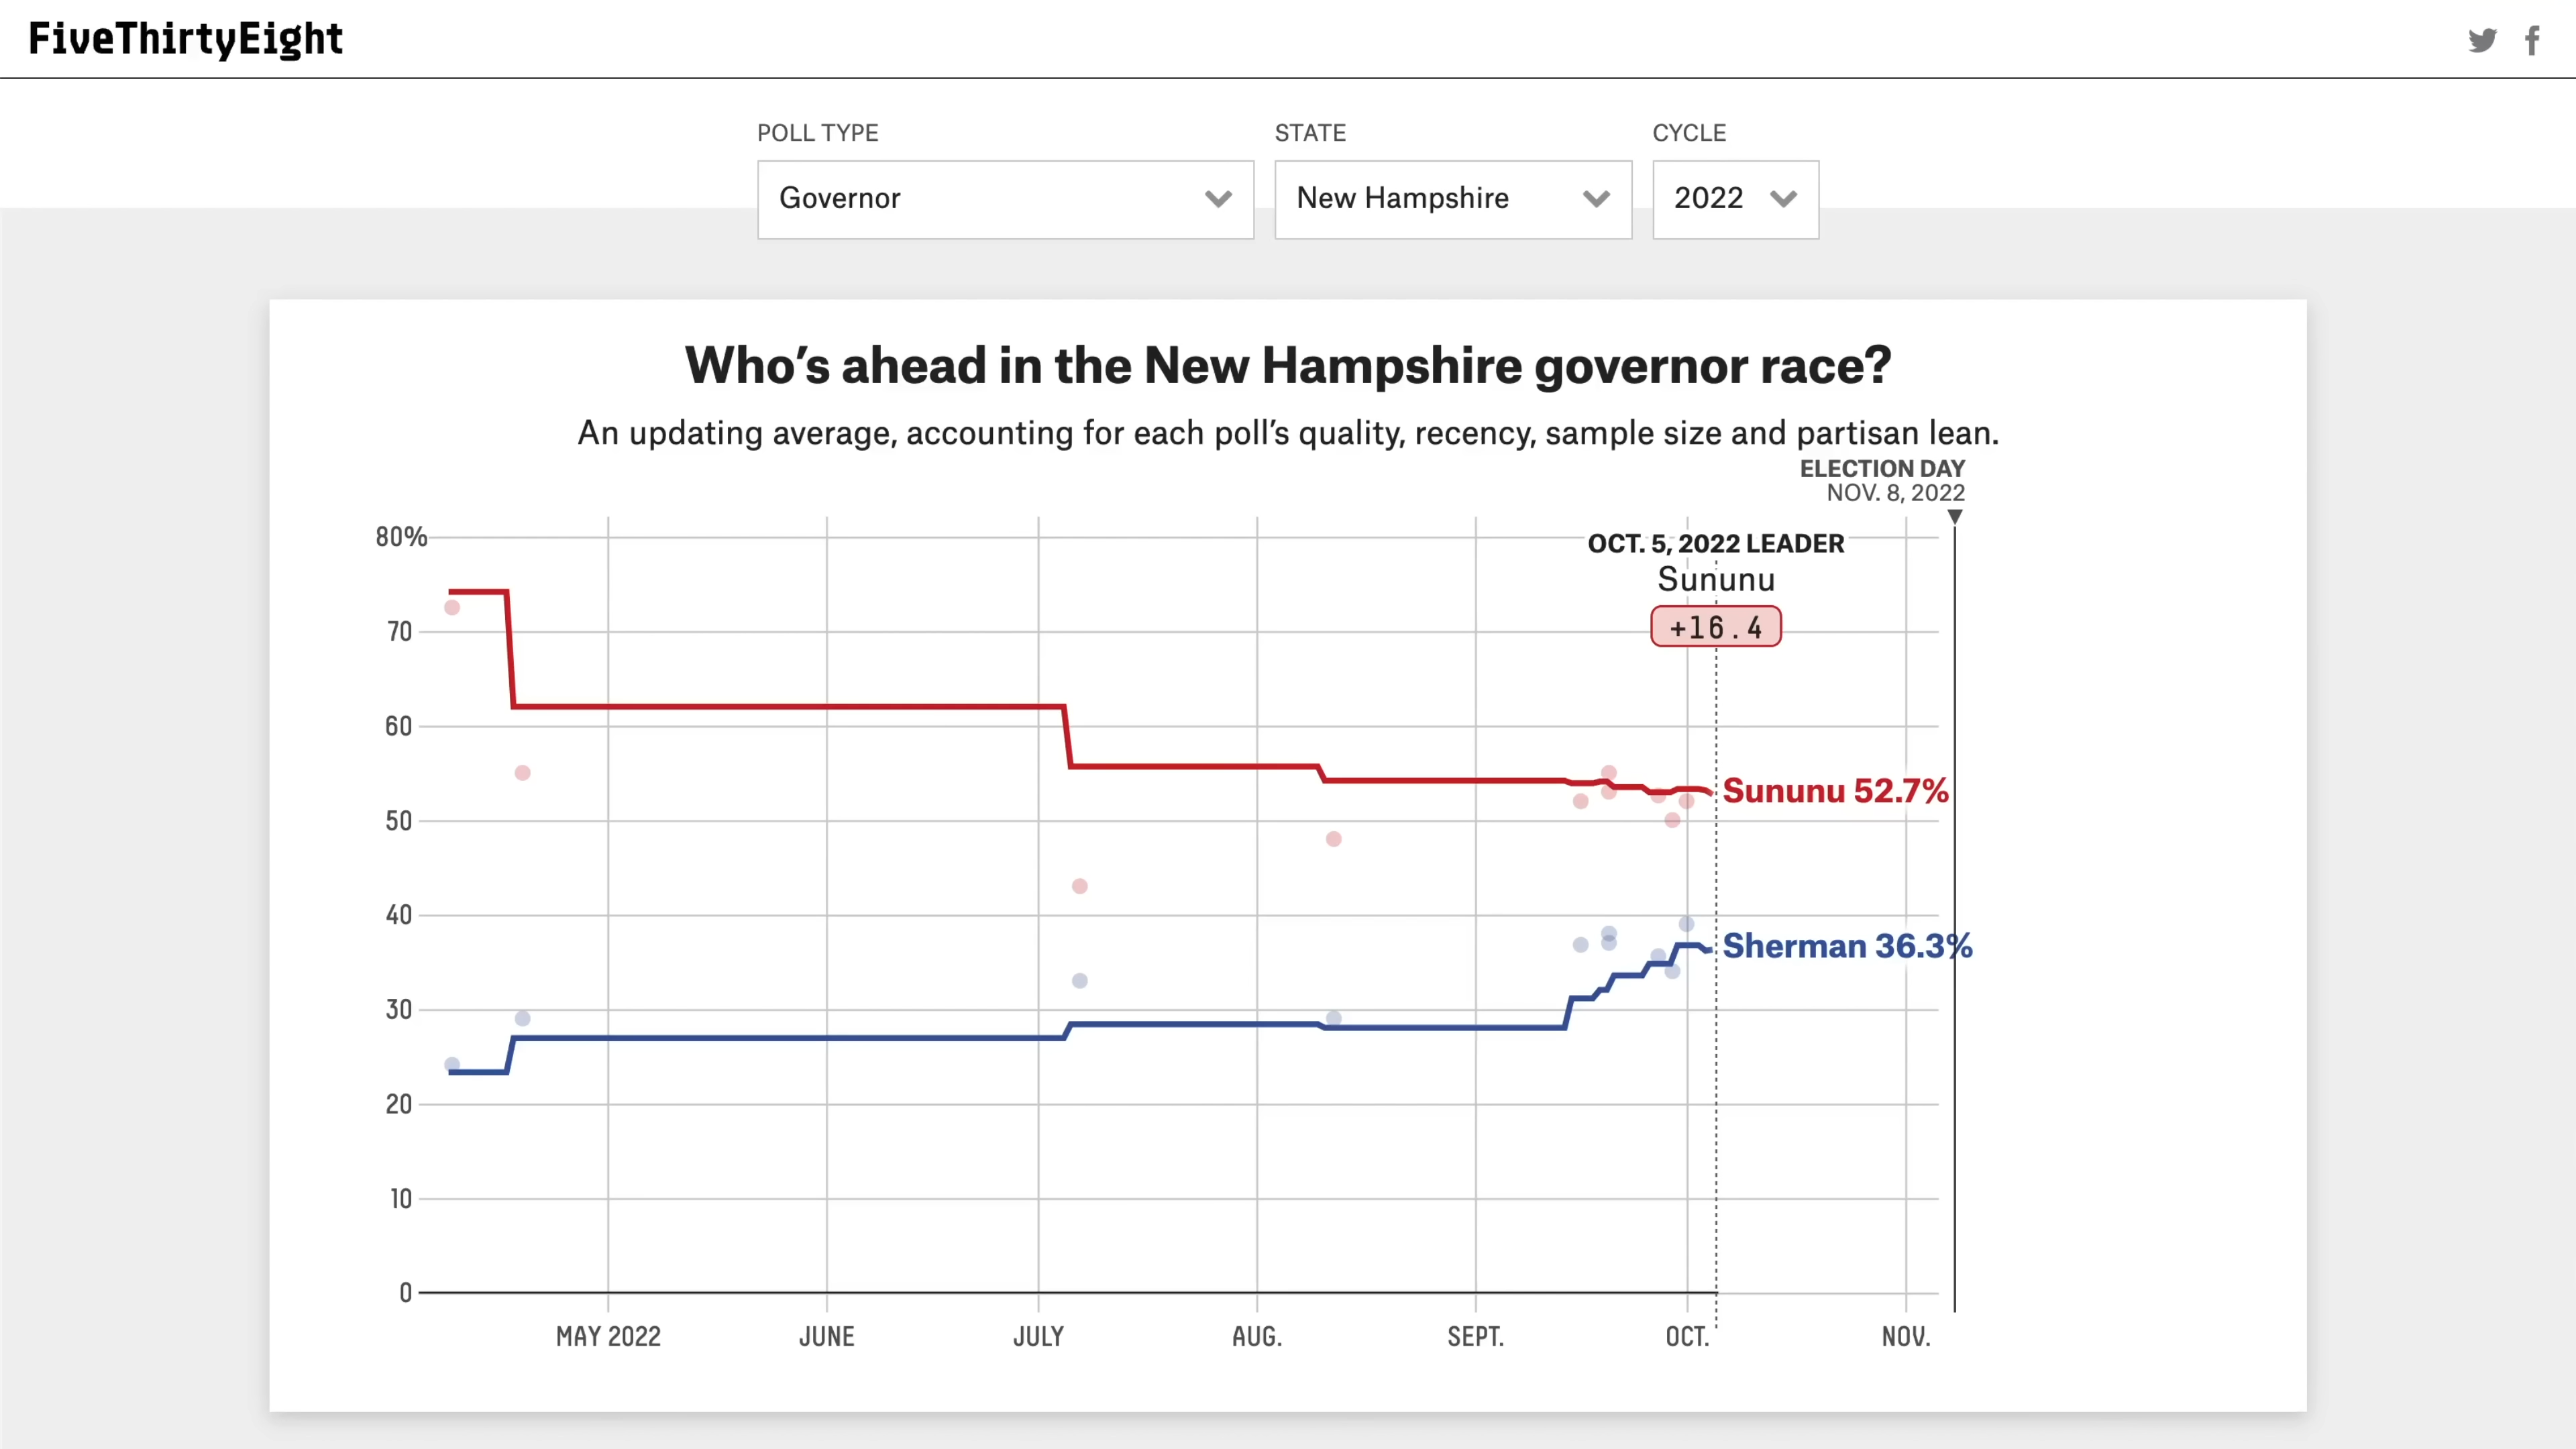 FiveThirtyEight
POLL TYPE
STATE
CYCLE
Governor
New Hampshire
2022
Who's ahead in the New Hampshire governor race?
An updating average, accounting for each poll's quality, recency, sample size and partisan lean.
ELECTION DAY
NOV. 8, 2022
80%
OCT. 5, 2022 LEADER
Sununu
+16.4
70
60
Sununu 52.7%
50
40
Sherman 36.3%
30
20
10
0
MAY 2022
JUNE
JULY
AUG.
SEPT.
OCT.
NOV.